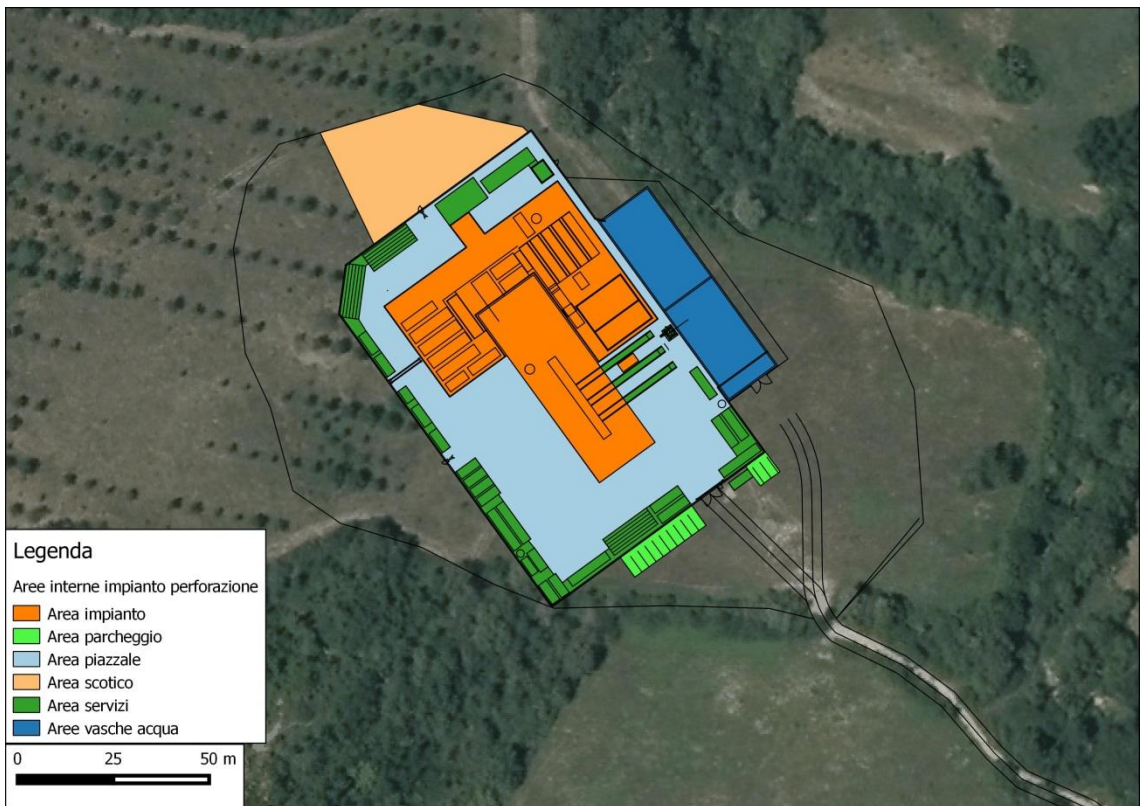 Legenda
Aree interne impianto perforazione
Area impianto
Area parcheggio
Area piazzale
Area scotico
Area servizi
Aree vasche acqua
0 25 50 m